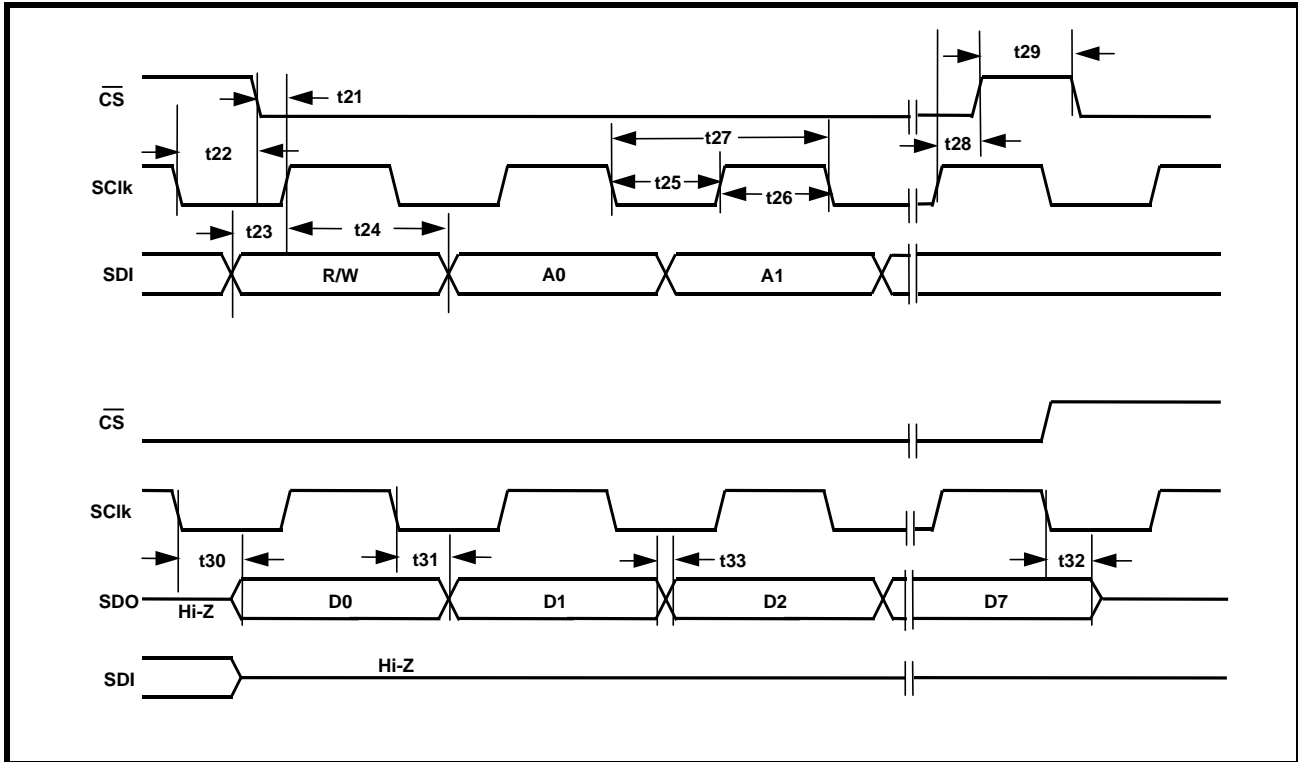 t29
CS
t21
t27
t22
t28
SClk
t25
t26
t23
t24
SDI
R/W
A0
A1
CS
SClk
t30
t31
t33
t32
SDO
Hi-Z
D0
D1
D2
D7
SDI
Hi-Z